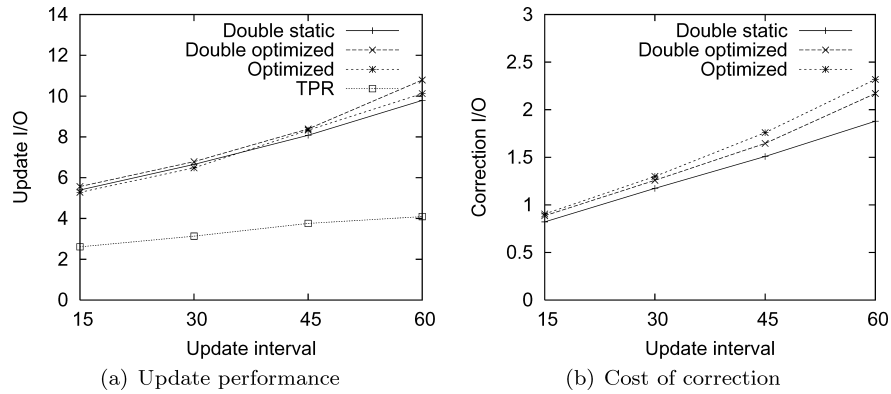 14
12
10
8
6
4
2
0
Update I/O
Double static
Double optimized
Optimized
TPR
15 30 45 60
Update interval
(a) Update performance
3
2.5
2
1.5
1
0.5
0
Correction I/O
Double static
Double optimized
Optimized
15 30 45 60
Update interval
(b) Cost of correction